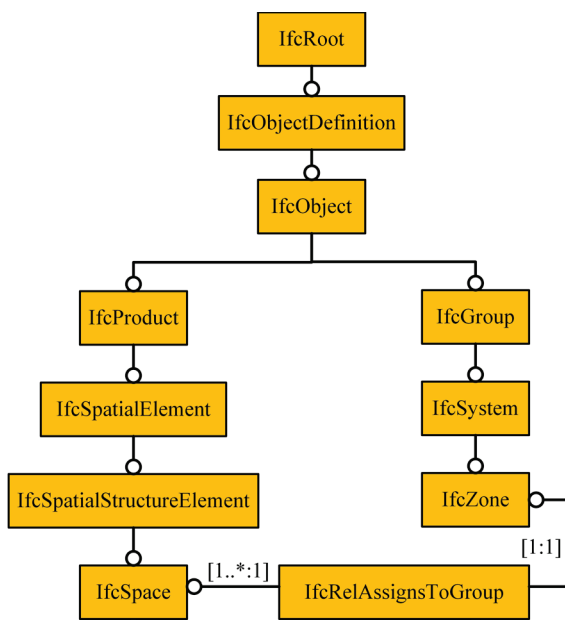 IfcRoot
IfcObjectDefinition
IfcObject
IfcProduct
IfcGroup
IfcSpatialElement
IfcSystem
IfcSpatialStructureElement
IfcZone
[1:1]
[1..*:1]
IfcSpace
IfcRelAssignsToGroup